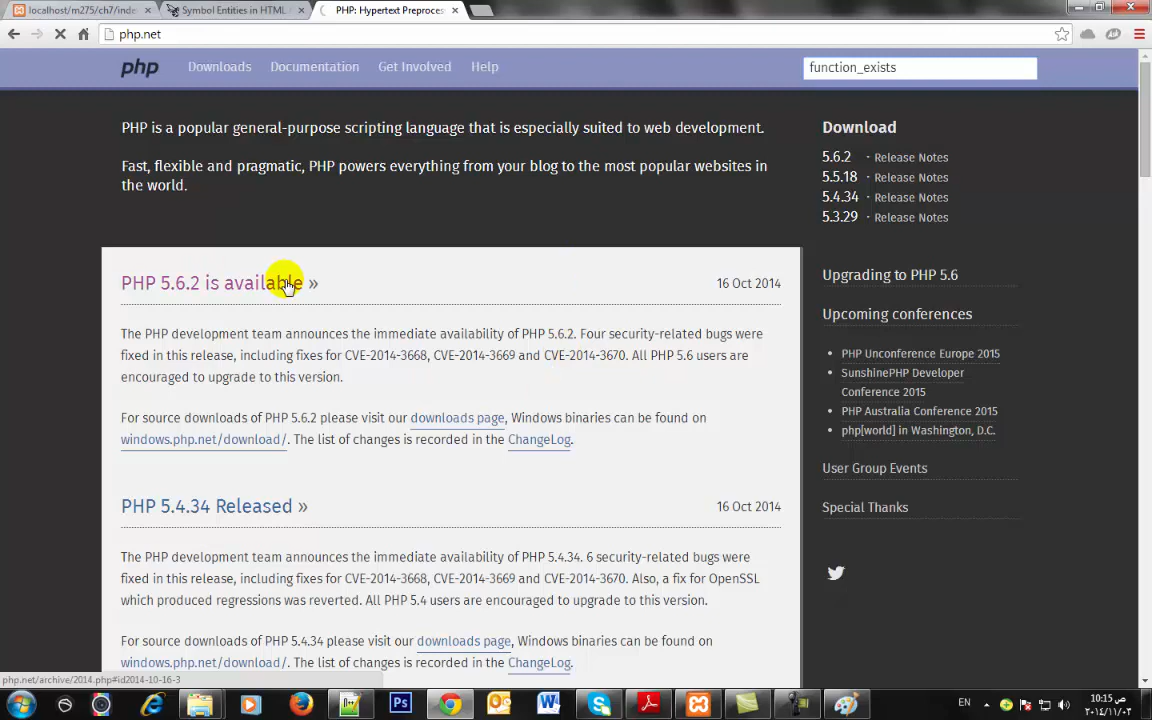 localhost/m275/ch7/inde
Symbol Entities in HTML
PHP: Hypertext Preproces
php.net
php
Downloads
Documentation
Get Involved
Help
function_exists
PHP is a popular general-purpose scripting language that is especially suited to web development.
Fast, flexible and pragmatic, PHP powers everything from your blog to the most popular websites in
the world.
Download
5.6.2 · Release Notes
5.5.18 · Release Notes
5.4.34 · Release Notes
5.3.29 · Release Notes
PHP 5.6.2 is available »
16 Oct 2014
The PHP development team announces the immediate availability of PHP 5.6.2. Four security-related bugs were
fixed in this release, including fixes for CVE-2014-3668, CVE-2014-3669 and CVE-2014-3670. All PHP 5.6 users are
encouraged to upgrade to this version.
For source downloads of PHP 5.6.2 please visit our downloads page, Windows binaries can be found on
windows.php.net/download/. The list of changes is recorded in the ChangeLog.
PHP 5.4.34 Released »
16 Oct 2014
The PHP development team announces the immediate availability of PHP 5.4.34. 6 security-related bugs were
fixed in this release, including fixes for CVE-2014-3668, CVE-2014-3669 and CVE-2014-3670. Also, a fix for OpenSSL
which produced regressions was reverted. All PHP 5.4 users are encouraged to upgrade to this version.
For source downloads of PHP 5.4.34 please visit our downloads page, Windows binaries can be found on
windows.php.net/download/. The list of changes is recorded in the ChangeLog.
Upgrading to PHP 5.6
Upcoming conferences
• PHP Unconference Europe 2015
• SunshinePHP Developer
Conference 2015
• PHP Australia Conference 2015
• php[world] in Washington, D.C.
User Group Events
Special Thanks
php.net/archive/2014.php#id2014-10-16-3
Ps
EN
10:15 ص
٢٠١٤/١١/٠٣